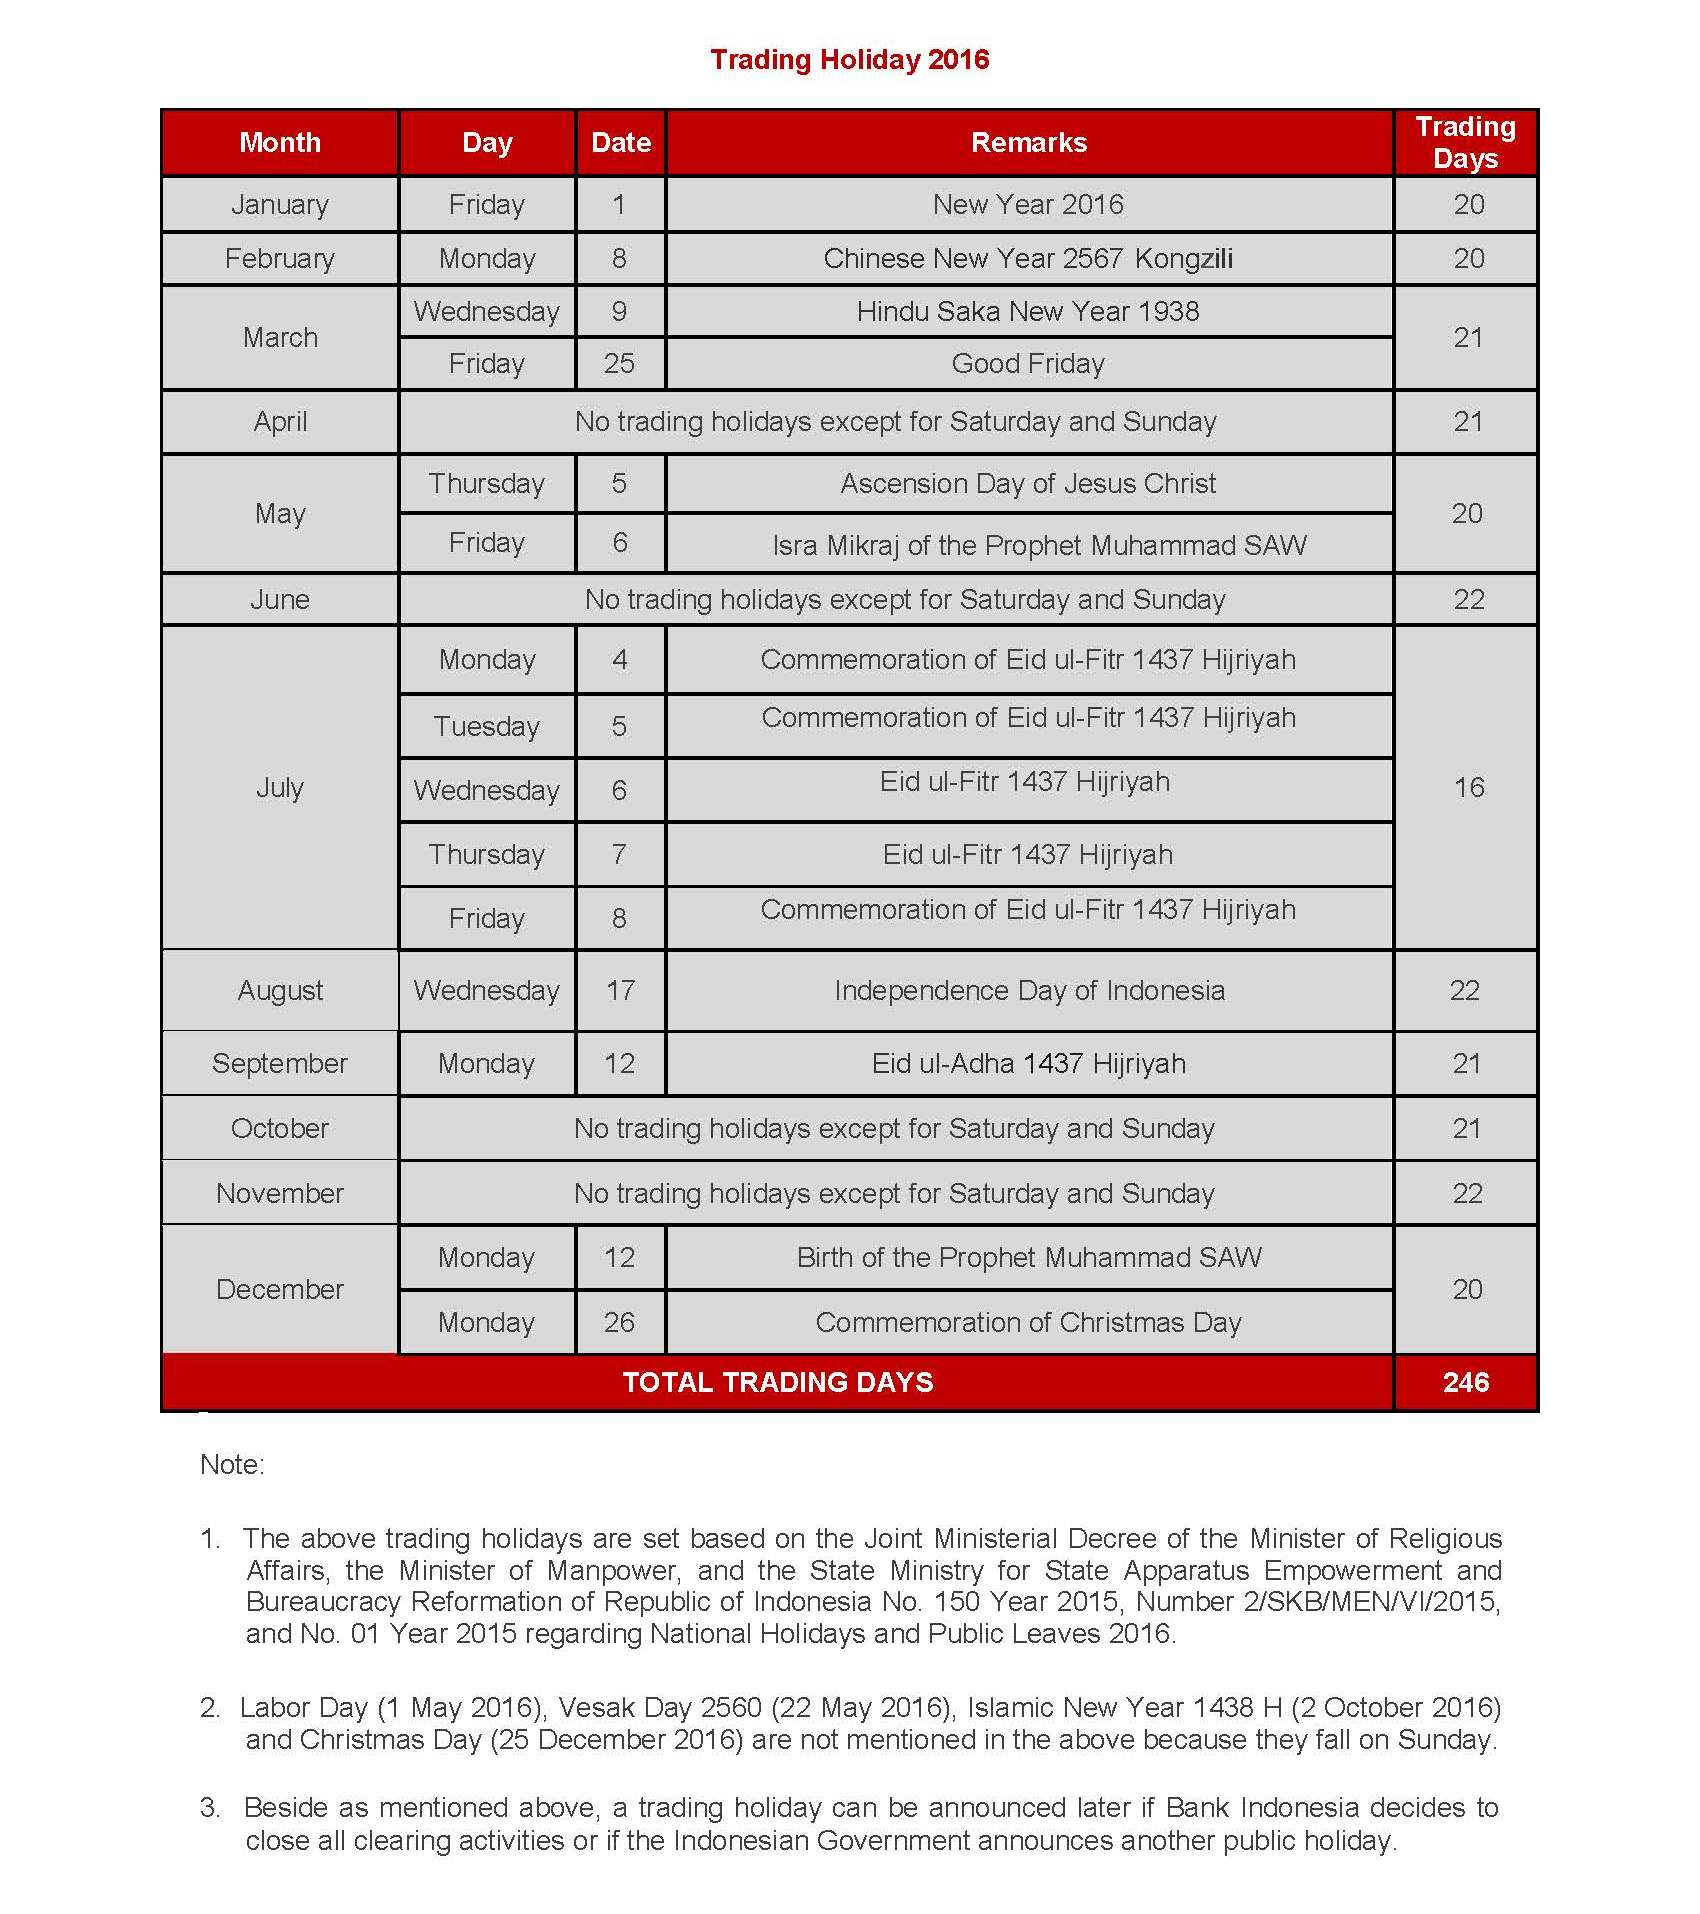 Trading Holiday 2016
Month Day Date Remarks Trading Days
January Friday 1 New Year 2016 20
February Monday 8 Chinese New Year 2567 Kongzili 20
March Wednesday 9 Hindu Saka New Year 1938 21
Friday 25 Good Friday
April No trading holidays except for Saturday and Sunday 21
May Thursday 5 Ascension Day of Jesus Christ 20
Friday 6 Isra Mikraj of the Prophet Muhammad SAW
June No trading holidays except for Saturday and Sunday 22
July Monday 4 Commemoration of Eid ul-Fitr 1437 Hijriyah 16
Tuesday 5 Commemoration of Eid ul-Fitr 1437 Hijriyah
Wednesday 6 Eid ul-Fitr 1437 Hijriyah
Thursday 7 Eid ul-Fitr 1437 Hijriyah
Friday 8 Commemoration of Eid ul-Fitr 1437 Hijriyah
August Wednesday 17 Independence Day of Indonesia 22
September Monday 12 Eid ul-Adha 1437 Hijriyah 21
October No trading holidays except for Saturday and Sunday 21
November No trading holidays except for Saturday and Sunday 22
December Monday 12 Birth of the Prophet Muhammad SAW 20
Monday 26 Commemoration of Christmas Day
TOTAL TRADING DAYS 246
Note:
1. The above trading holidays are set based on the Joint Ministerial Decree of the Minister of Religious
Affairs, the Minister of Manpower, and the State Ministry for State Apparatus Empowerment and
Bureaucracy Reformation of Republic of Indonesia No. 150 Year 2015, Number 2/SKB/MEN/VI/2015,
and No. 01 Year 2015 regarding National Holidays and Public Leaves 2016.
2. Labor Day (1 May 2016), Vesak Day 2560 (22 May 2016), Islamic New Year 1438 H (2 October 2016)
and Christmas Day (25 December 2016) are not mentioned in the above because they fall on Sunday.
3. Beside as mentioned above, a trading holiday can be announced later if Bank Indonesia decides to
close all clearing activities or if the Indonesian Government announces another public holiday.